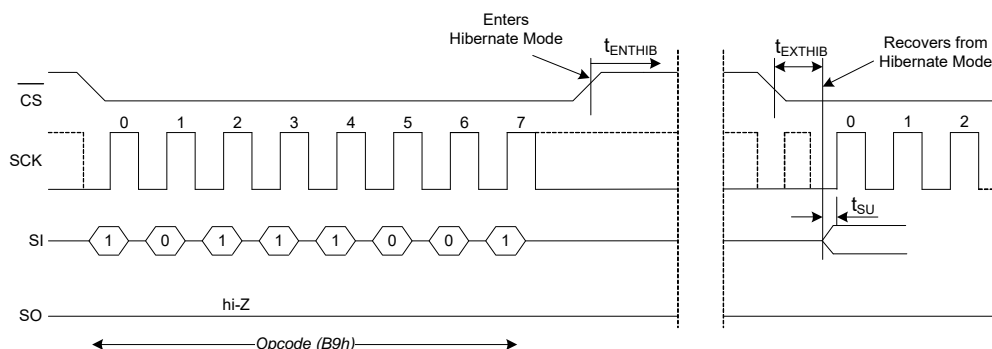 Enters
Hibernate Mode
tENTHIB
tEXTHIB
Recovers from
Hibernate Mode
CS
0 1 2 3 4 5 6 7 0 1 2
SCK
tSU
SI 1 0 1 1 1 0 0 1
hi-Z
SO
Opcode (B9h)